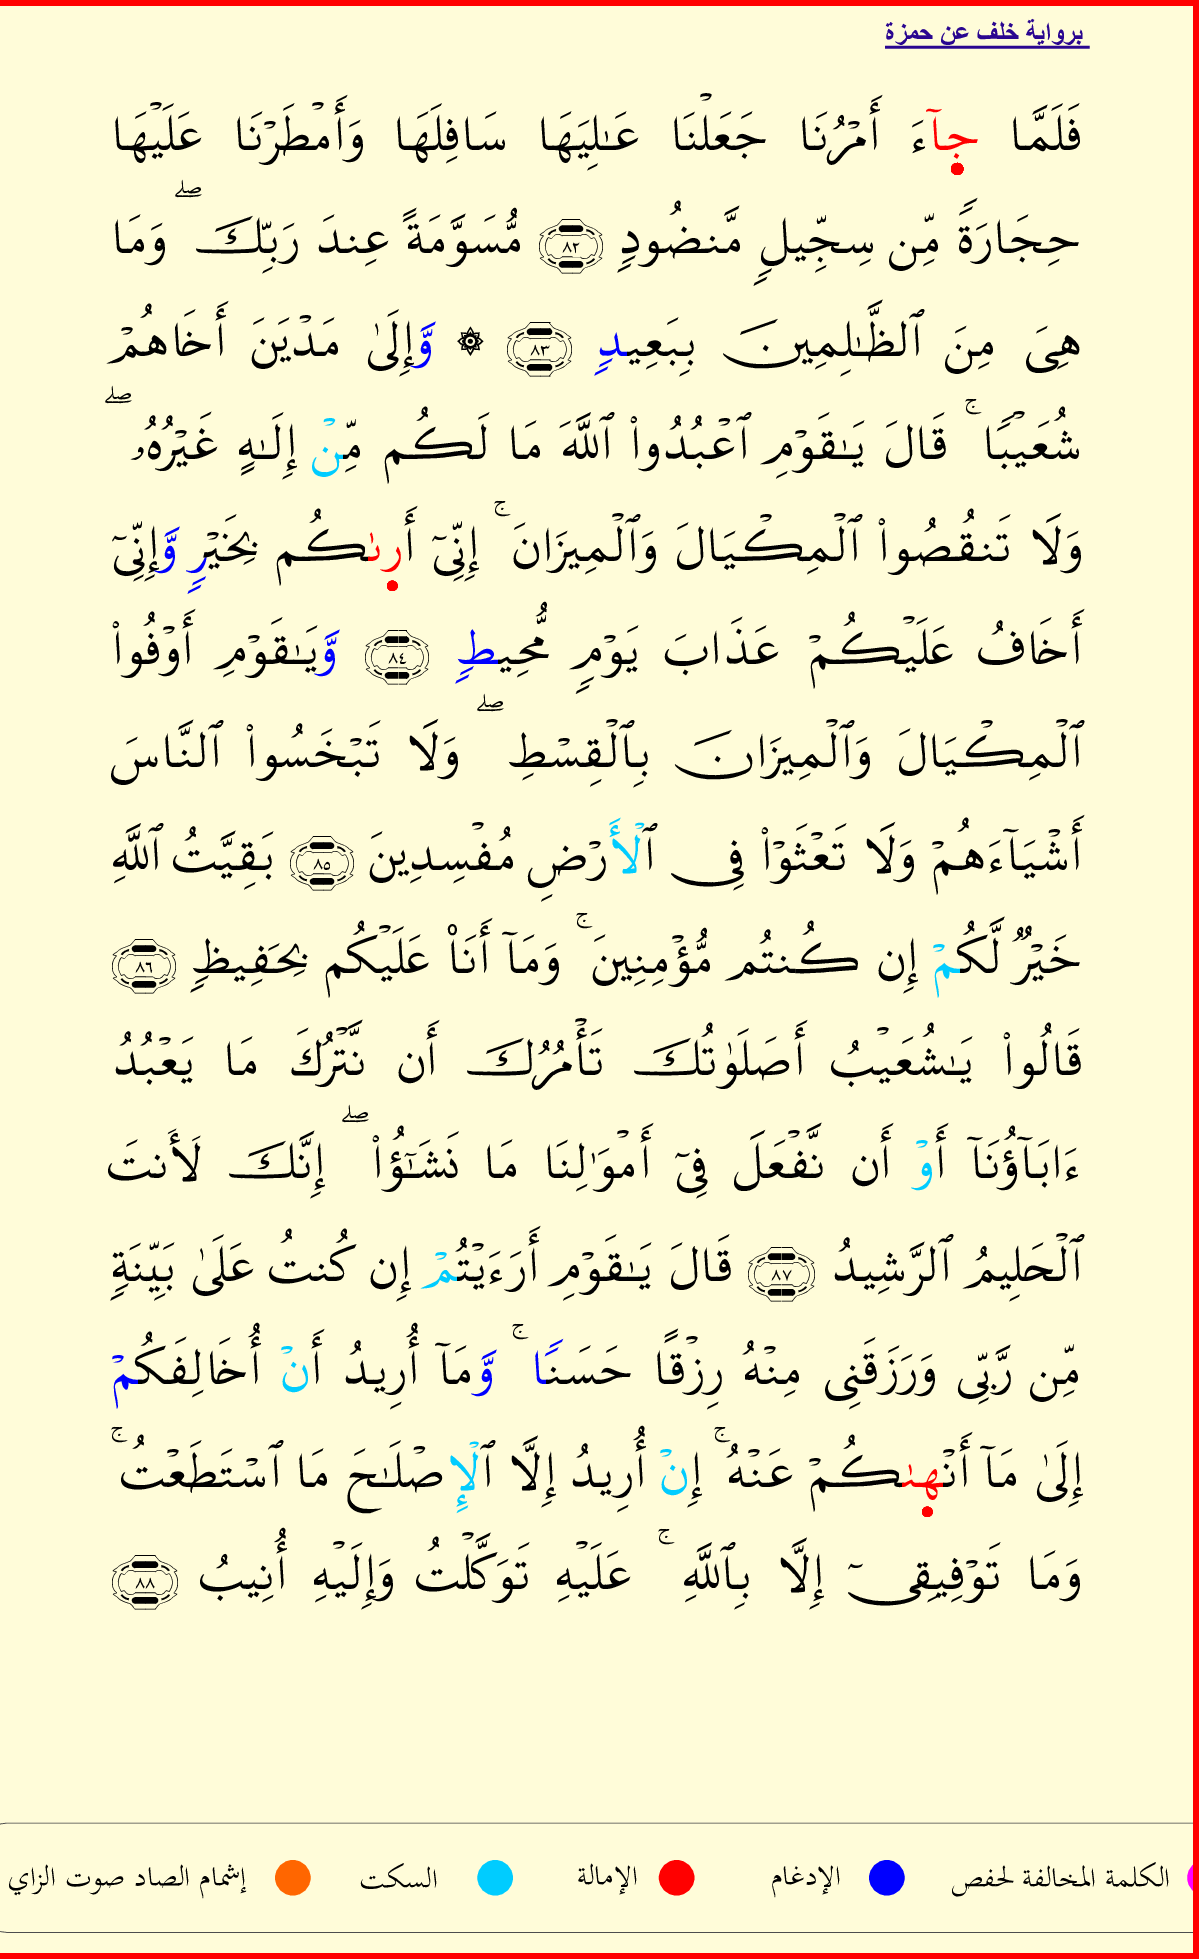 برواية خلف عن حمزة
فَلَمَّا جَآءَ أَمْرُنَا جَعَلْنَا عَـٰلِيَهَا سَافِلَهَا وَأَمْطَرْنَا عَلَيْهَا
حِجَارَةً مِّن سِجِّيلٍ مَّنضُودٍ ٨٢ مُّسَوَّمَةً عِندَ رَبِّكَ ۖ وَمَا
هِىَ مِنَ ٱلظَّـٰلِمِينَ بِبَعِيدٍ ٨٣ ۞ وَّإِلَىٰ مَدْيَنَ أَخَاهُمْ
شُعَيْبًا ۚ قَالَ يَـٰقَوْمِ ٱعْبُدُوا۟ ٱللَّهَ مَا لَكُم مِّنْ إِلَـٰهٍ غَيْرُهُۥ ۖ
وَلَا تَنقُصُوا۟ ٱلْمِكْيَالَ وَٱلْمِيزَانَ ۚ إِنِّىٓ أَرىٰكُم بِخَيْرٍ وَّإِنِّىٓ
أَخَافُ عَلَيْكُمْ عَذَابَ يَوْمٍ مُّحِيطٍ ٨٤ وَّيَـٰقَوْمِ أَوْفُوا۟
ٱلْمِكْيَالَ وَٱلْمِيزَانَ بِٱلْقِسْطِ ۖ وَلَا تَبْخَسُوا۟ ٱلنَّاسَ
أَشْيَآءَهُمْ وَلَا تَعْثَوْا۟ فِى ٱلْأَرْضِ مُفْسِدِينَ ٨٥ بَقِيَّتُ ٱللَّهِ
خَيْرٌ لَّكُمْ إِن كُنتُم مُّؤْمِنِينَ ۚ وَمَآ أَنَا۠ عَلَيْكُم بِحَفِيظٍ ٨٦
قَالُوا۟ يَـٰشُعَيْبُ أَصَلَوٰتُكَ تَأْمُرُكَ أَن نَّتْرُكَ مَا يَعْبُدُ
ءَابَآؤُنَآ أَوْ أَن نَّفْعَلَ فِىٓ أَمْوَٰلِنَا مَا نَشَـٰٓؤُا۟ ۖ إِنَّكَ لَأَنتَ
ٱلْحَلِيمُ ٱلرَّشِيدُ ٨٧ قَالَ يَـٰقَوْمِ أَرَءَيْتُمْ إِن كُنتُ عَلَىٰ بَيِّنَةٍ
مِّن رَّبِّى وَرَزَقَنِى مِنْهُ رِزْقًا حَسَنًا ۚ وَّمَآ أُرِيدُ أَنْ أُخَالِفَكُمْ
إِلَىٰ مَآ أَنْهىٰكُمْ عَنْهُ ۚ إِنْ أُرِيدُ إِلَّا ٱلْإِصْلَـٰحَ مَا ٱسْتَطَعْتُ ۚ
وَمَا تَوْفِيقِىٓ إِلَّا بِٱللَّهِ ۚ عَلَيْهِ تَوَكَّلْتُ وَإِلَيْهِ أُنِيبُ ٨٨
الكلمة المخالفة لحفص الإدغام الإمالة السكت إشمام الصاد صوت الزاي